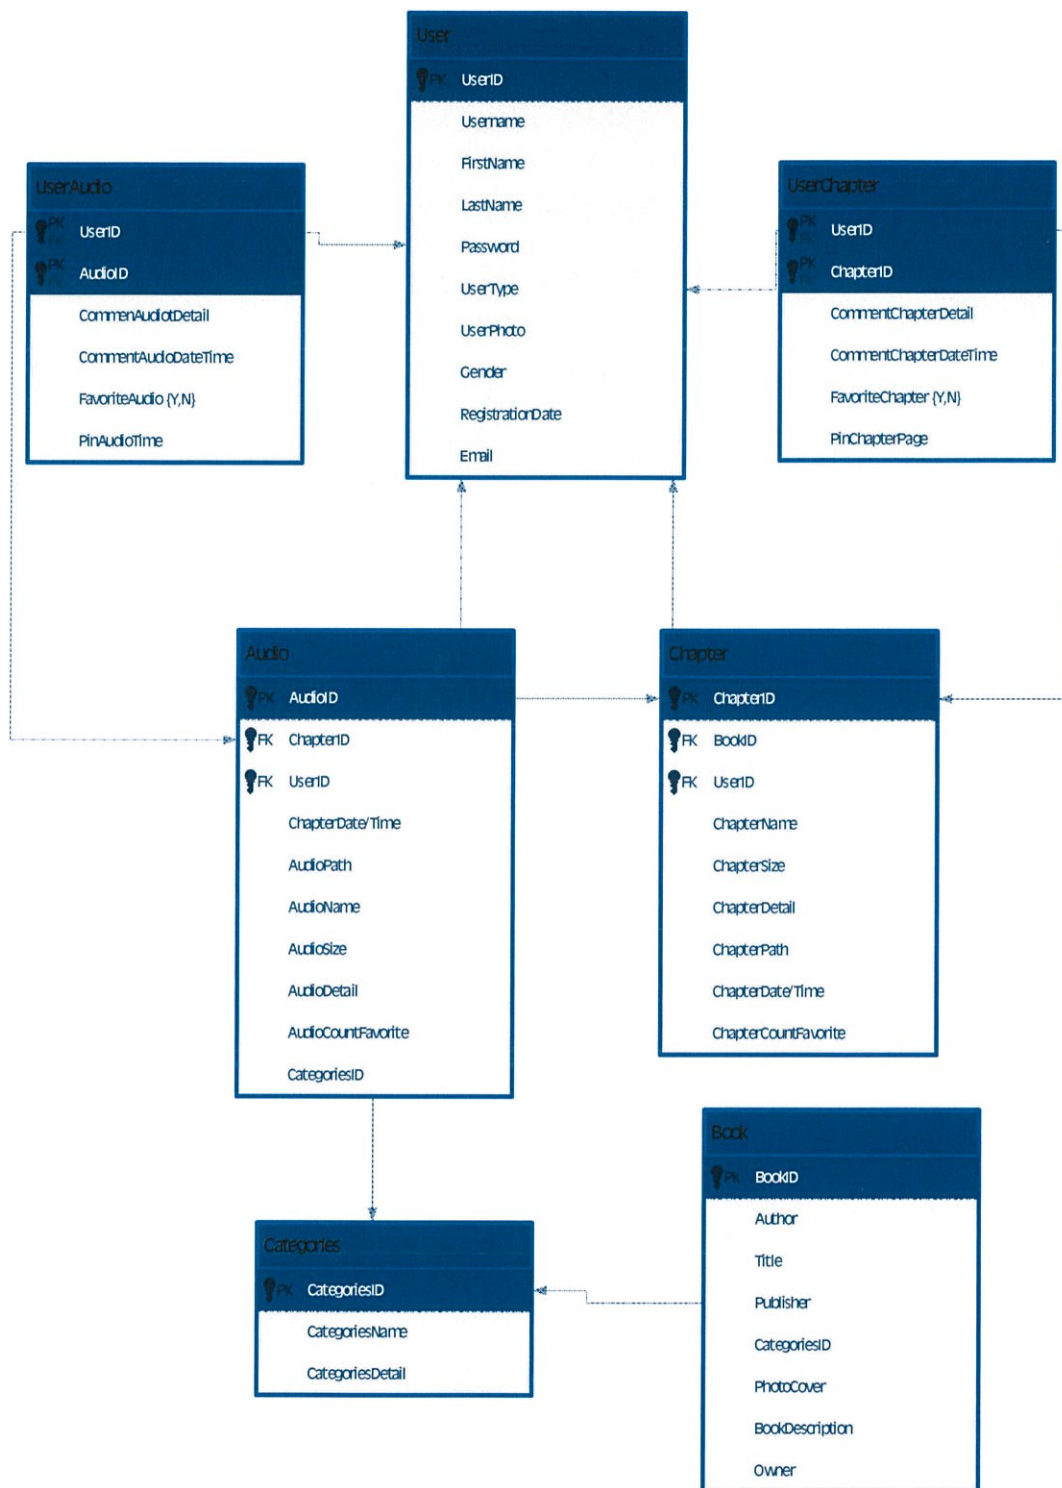 User
PK UserID
Username
FirstName
LastName
Password
UserType
UserPhoto
Gender
RegistrationDate
Email
UserAudio
PK FK UserID
PK FK AudioID
CommenAudiotDetail
CommentAudioDateTime
FavoriteAudio {Y,N}
PinAudioTime
UserChapter
PK FK UserID
PK FK ChapterID
CommentChapterDetail
CommentChapterDateTime
FavoriteChapter {Y,N}
PinChapterPage
Audio
PK AudioID
FK ChapterID
FK UserID
ChapterDate/Time
AudioPath
AudioName
AudioSize
AudioDetail
AudioCountFavorite
CategoriesID
Chapter
PK ChapterID
FK BookID
FK UserID
ChapterName
ChapterSize
ChapterDetail
ChapterPath
ChapterDate/Time
ChapterCountFavorite
Categories
PK CategoriesID
CategoriesName
CategoriesDetail
Book
PK BookID
Author
Title
Publisher
CategoriesID
PhotoCover
BookDescription
Owner